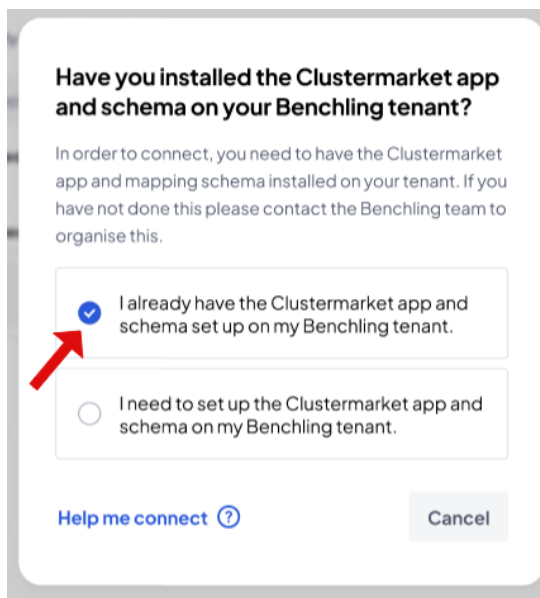 Have you installed the Clustermarket app
and schema on your Benchling tenant?
In order to connect, you need to have the Clustermarket
app and mapping schema installed on your tenant. If you
have not done this please contact the Benchling team to
organise this.
I already have the Clustermarket app and
schema set up on my Benchling tenant.
I need to set up the Clustermarket app and
schema on my Benchling tenant.
Help me connect ?
Cancel